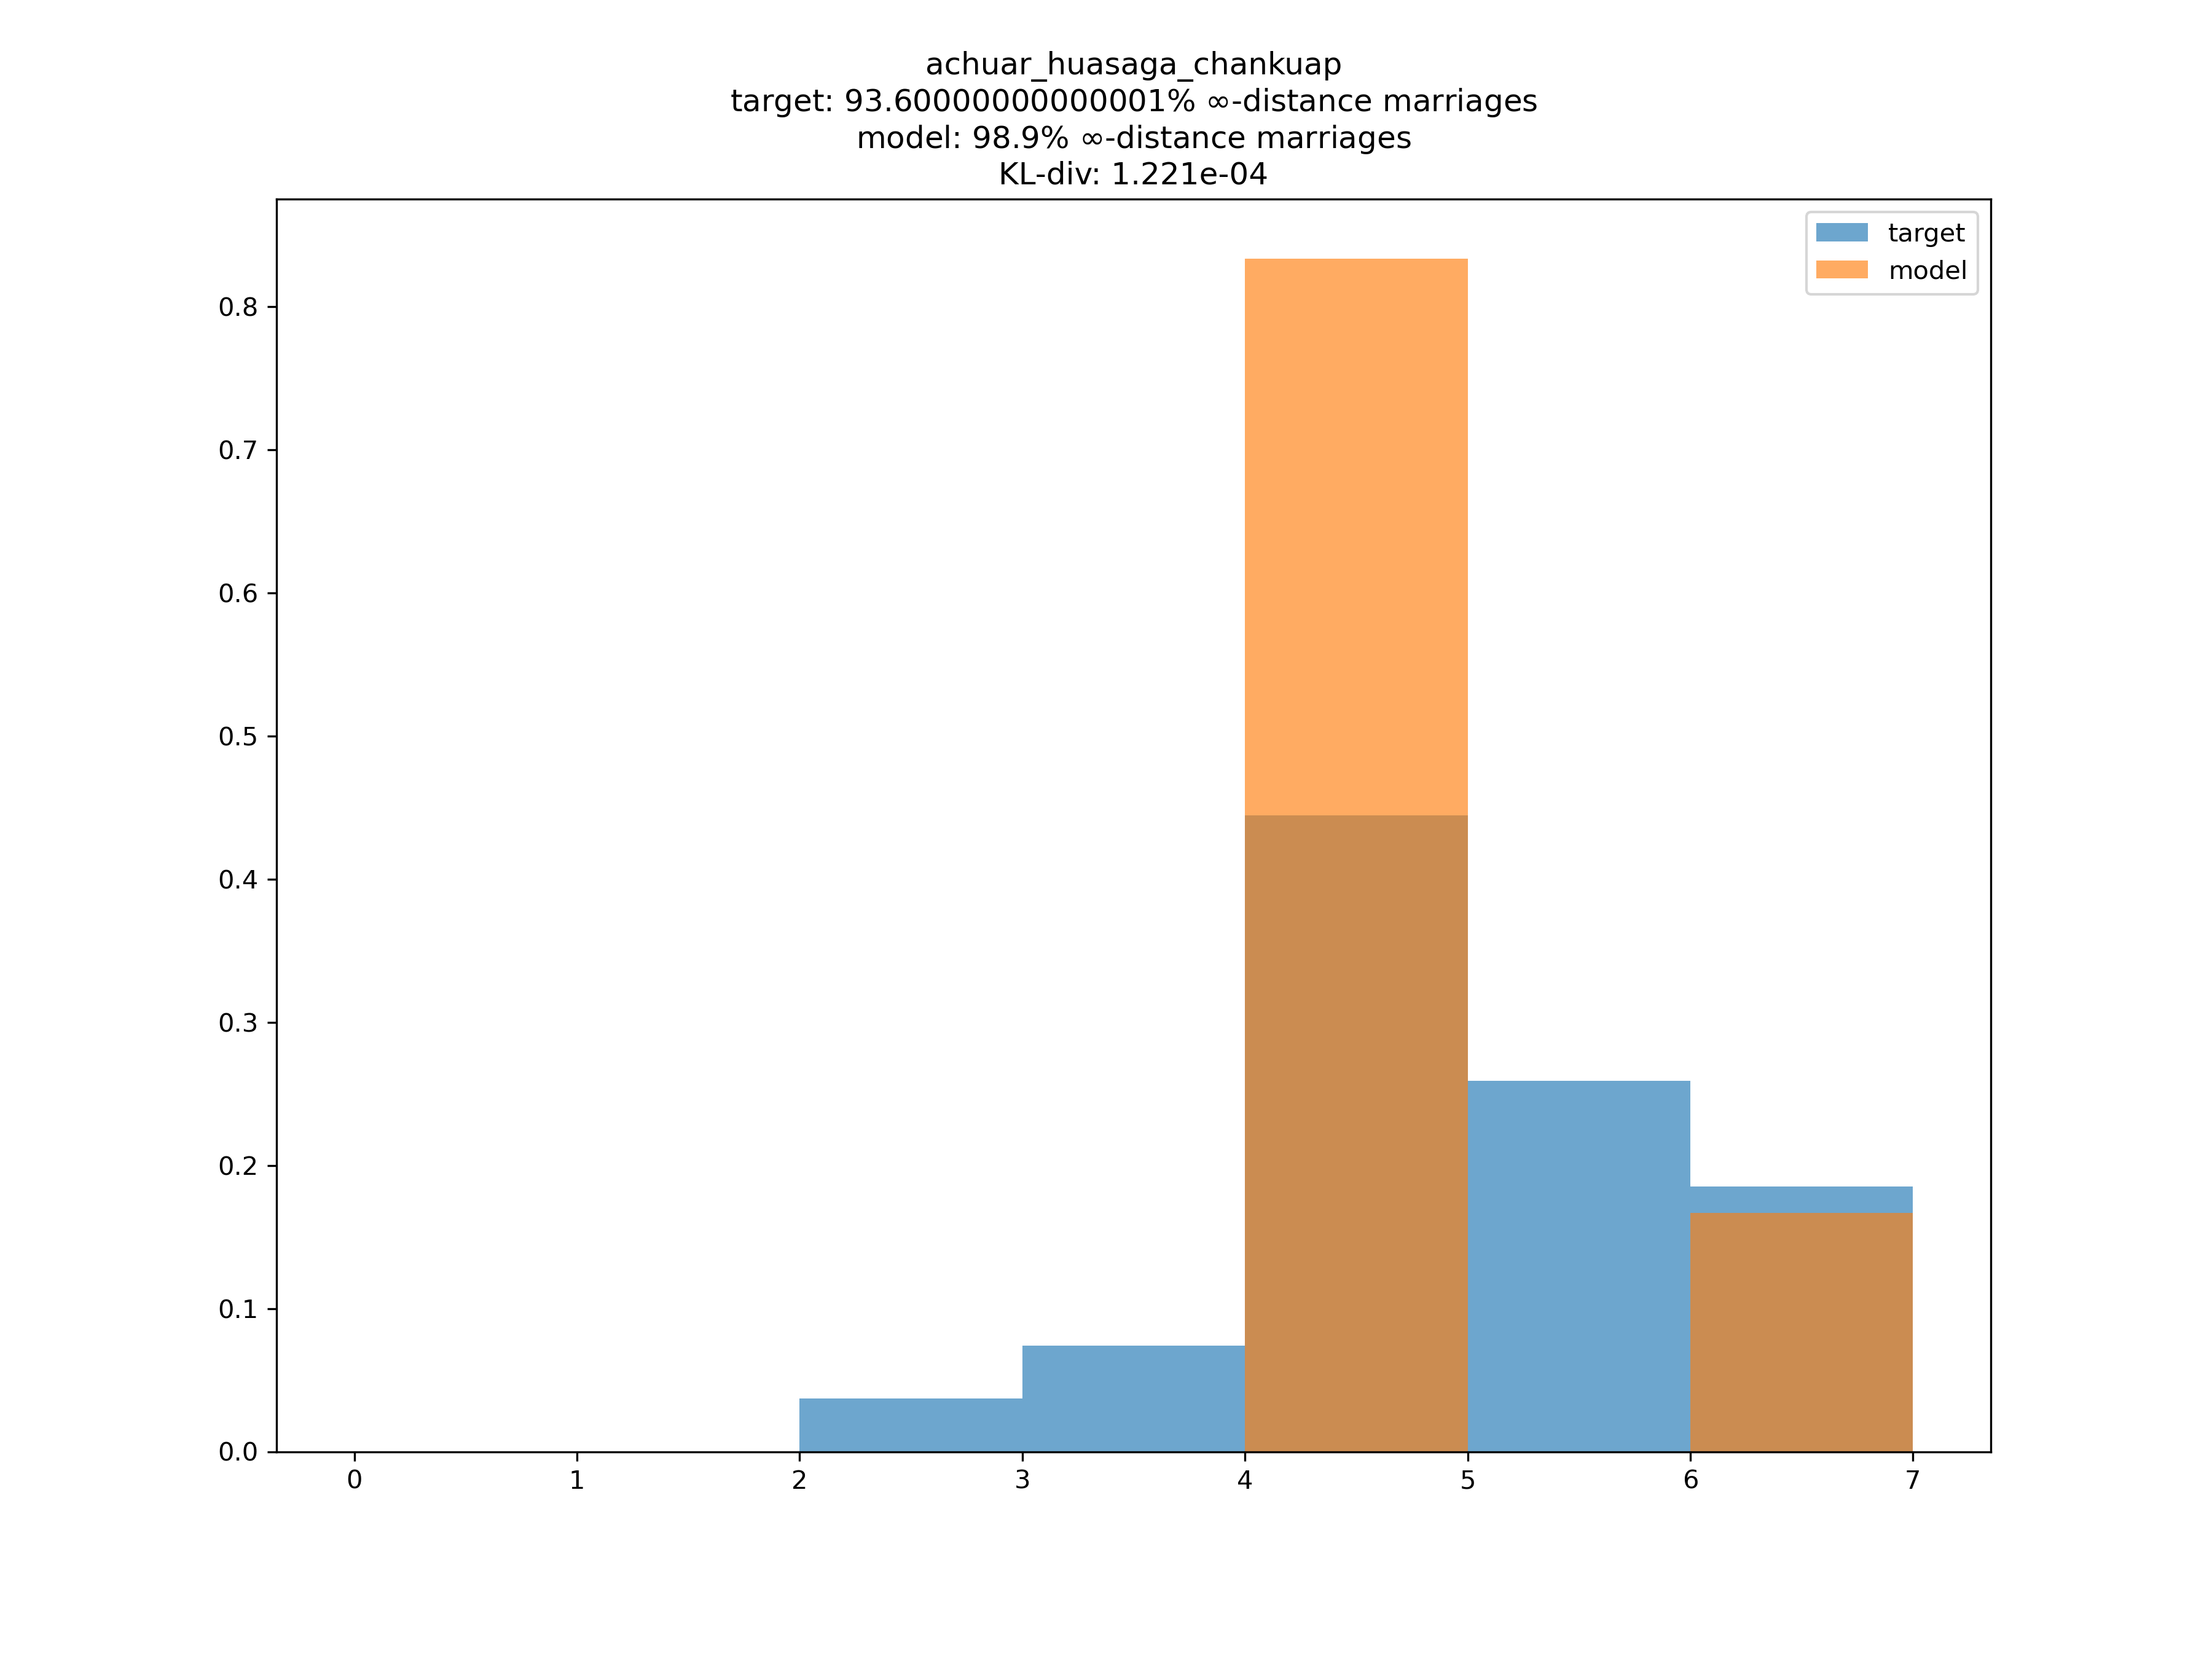 achuar_huasaga_chankuap
target: 93.60000000000001% ∞-distance marriages
model: 98.9% ∞-distance marriages
KL-div: 1.221e-04
target
model
0.8
0.7
0.6
0.5
0.4
0.3
0.2
0.1
0.0
0 1 2 3 4 5 6 7